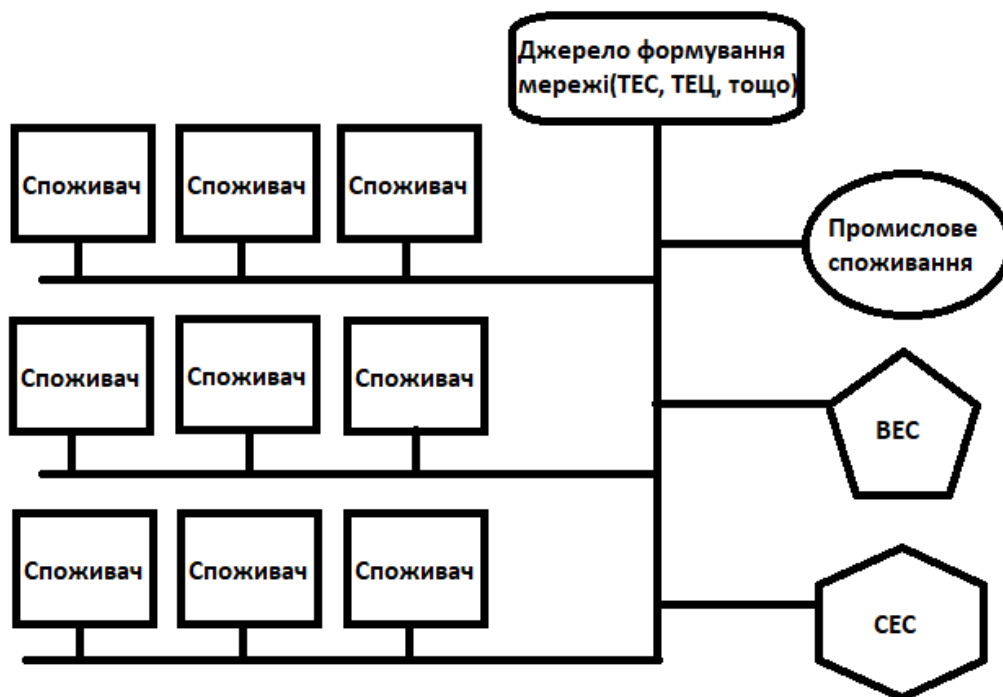 Джерело формування
мережі(ТЕС, ТЕЦ, тощо)
Споживач
Споживач
Споживач
Промислове
споживання
Споживач
Споживач
Споживач
ВЕС
Споживач
Споживач
Споживач
СЕС